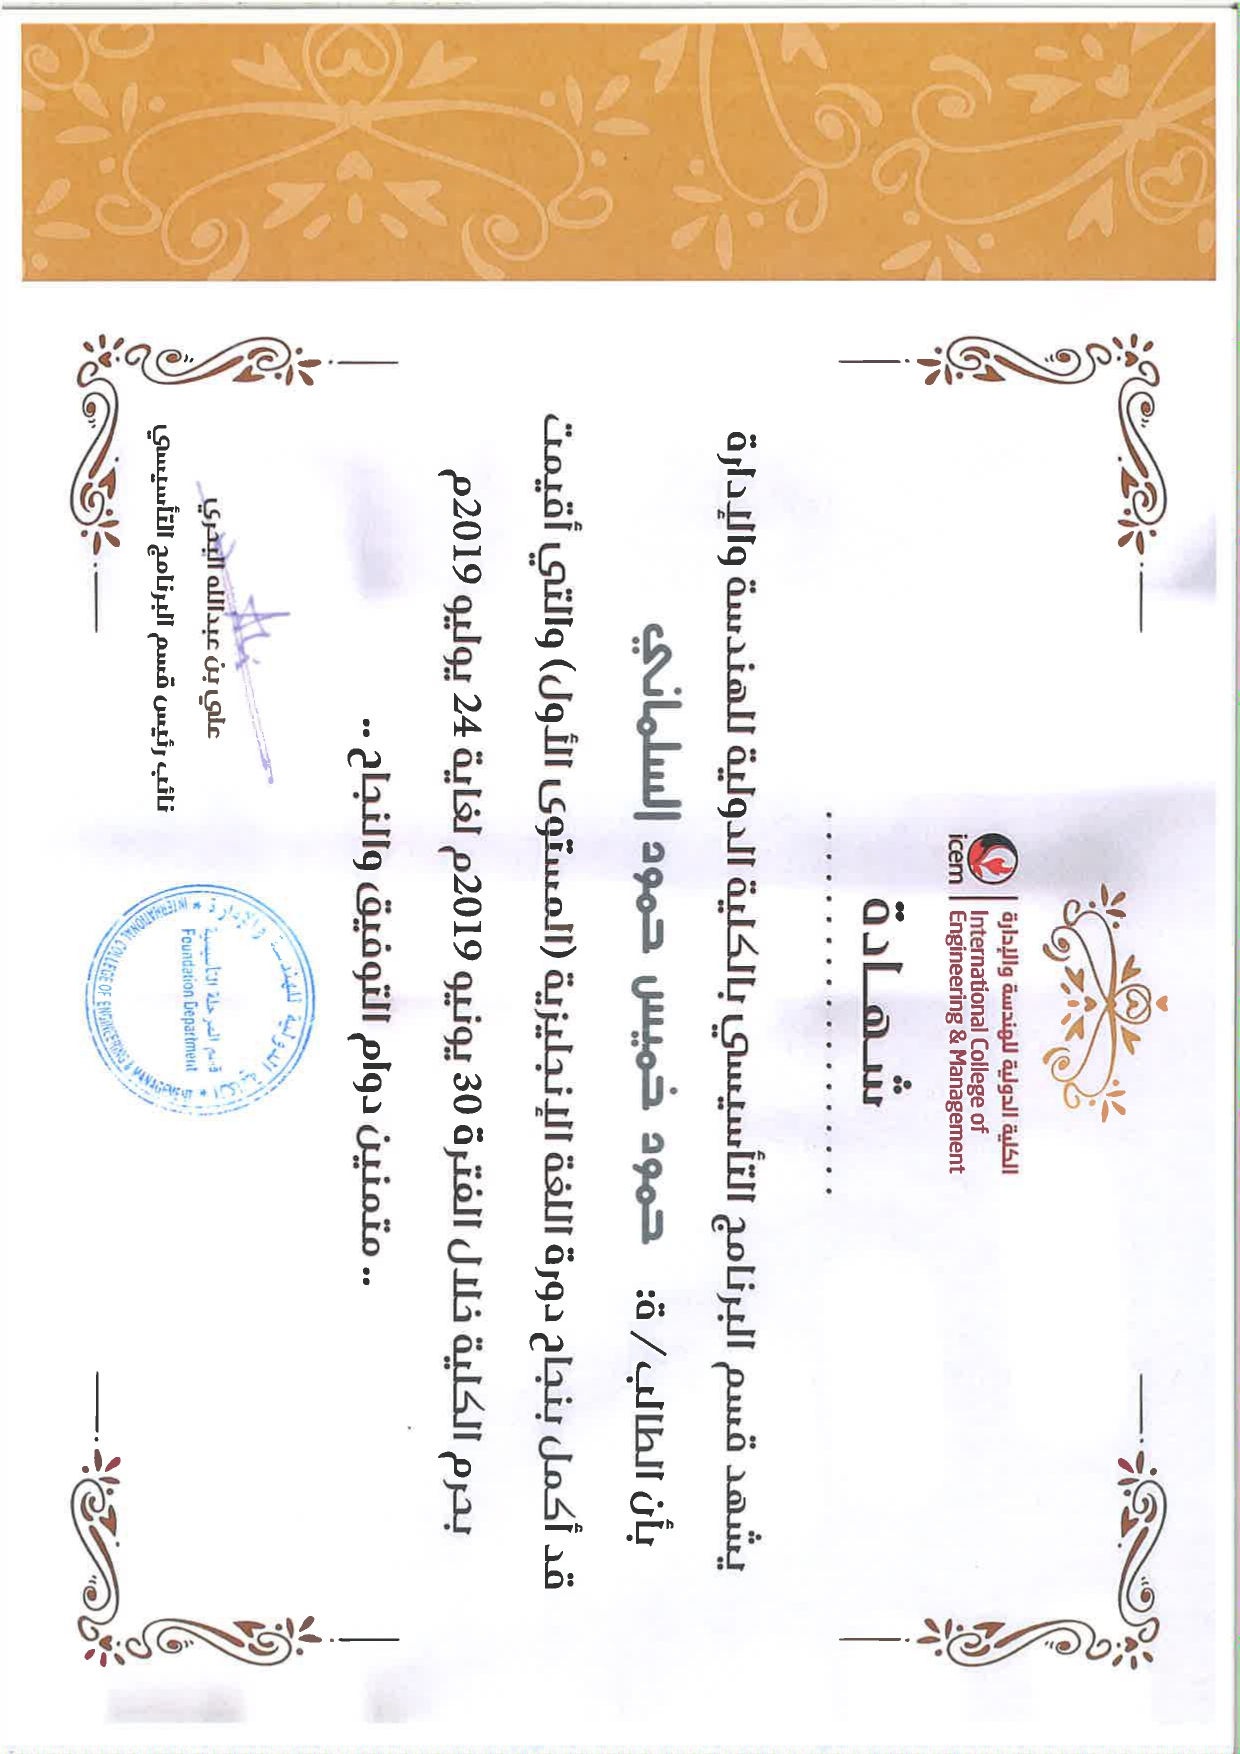 الكلية الدولية للهندسة والإدارة
International College of
Engineering & Management
icem
شهادة
يشهد قسم البرنامج التأسيسي بالكلية الدولية للهندسة والإدارة
بأن الطالب/ ة: حمود خميس حمود السلماني
قد أكمل بنجاح دورة اللغة الإنجليزية (المستوى الأول) والتي أقيمت
بحرم الكلية خلال الفترة 30 يونيو 2019م لغاية 24 يوليو 2019م
.. متمنين دوام التوفيق والنجاح ..
علي بن عبدالله البحري
نائب رئيس قسم البرنامج التأسيسي
الكلية الدولية للهندسة والإدارة
قسم المرحلة التأسيسية
Foundation Department
INTERNATIONAL COLLEGE OF ENGINEERING & MANAGEMENT